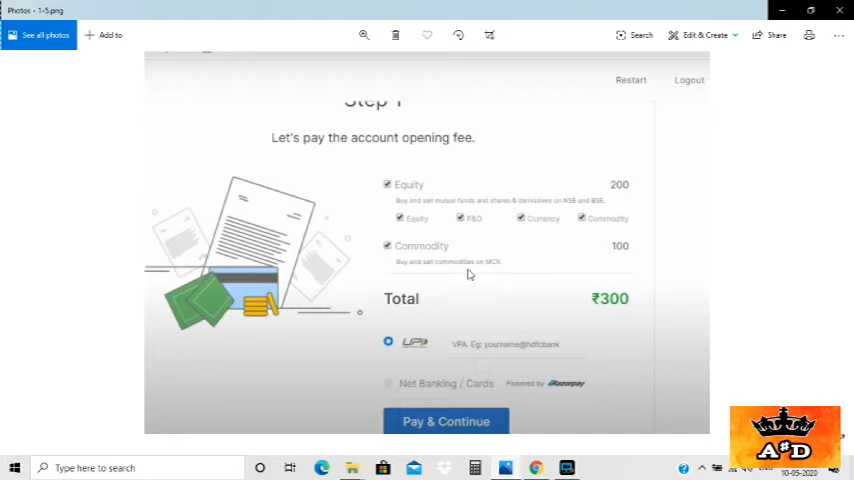 Photos - 1-5.png
See all photos
Add to
Search
Edit & Create
Share
Restart
Logout
Step 1
Let's pay the account opening fee.
Equity 200
Buy and sell mutual funds and shares & derivatives on NSE and BSE.
Equity F&O Currency Commodity
Commodity 100
Buy and sell commodities on MCX.
Total ₹300
UPI VPA. Eg: yourname@hdfcbank
Net Banking / Cards Powered by Razorpay
Pay & Continue
A#D
Type here to search
10-05-2020